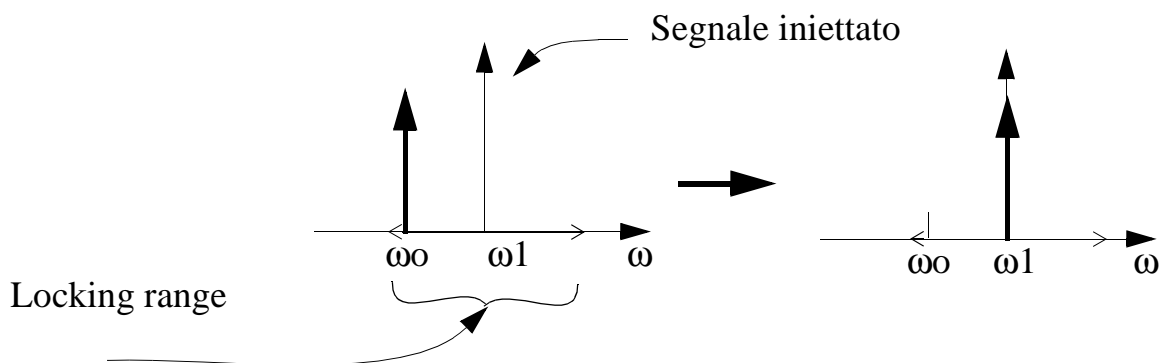 Segnale iniettato
ωo ω1 ω
ωo ω1 ω
Locking range